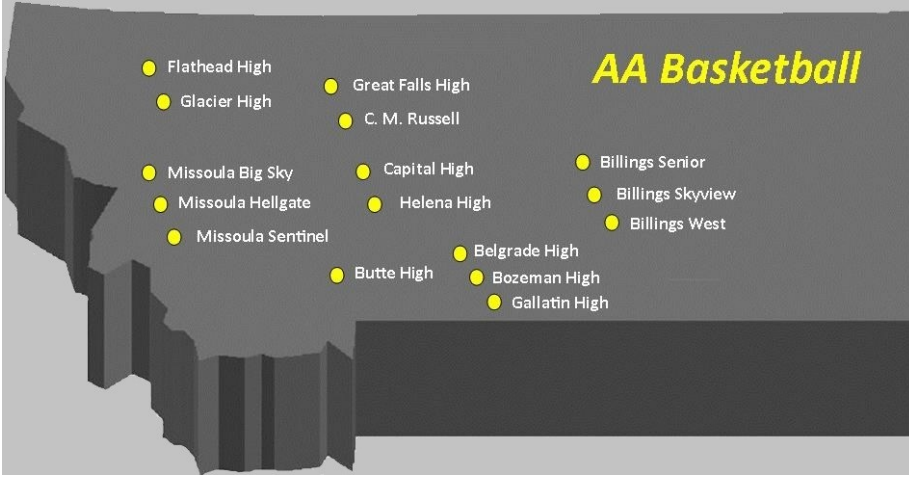 AA Basketball
Flathead High
Glacier High
Great Falls High
C. M. Russell
Missoula Big Sky
Missoula Hellgate
Missoula Sentinel
Capital High
Helena High
Butte High
Billings Senior
Billings Skyview
Billings West
Belgrade High
Bozeman High
Gallatin High